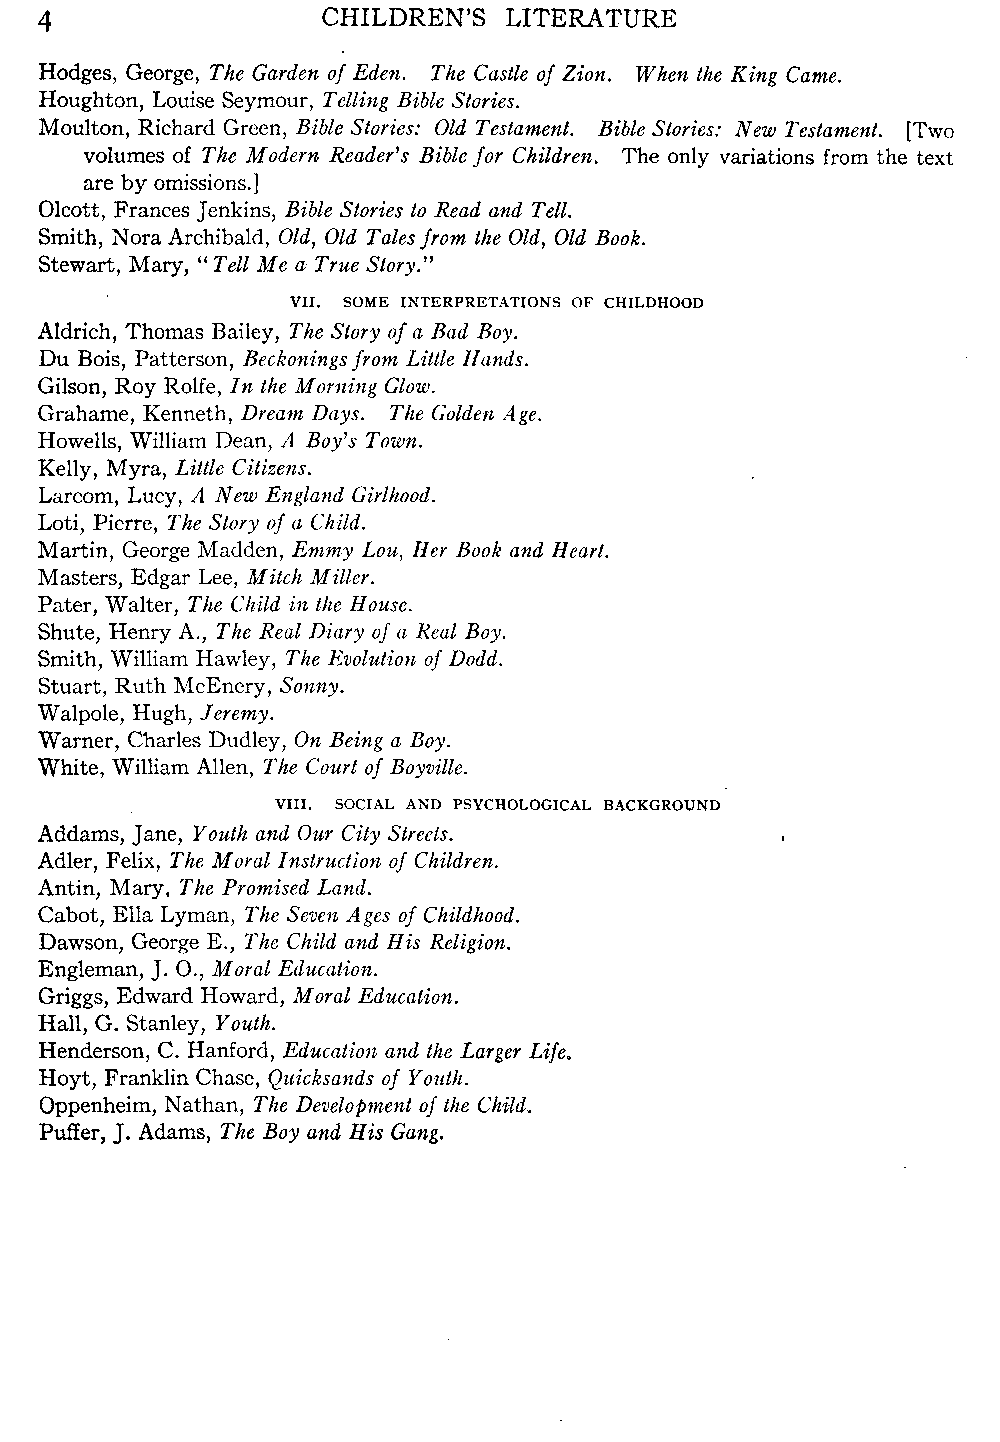 4 CHILDREN'S LITERATURE
Hodges, George, The Garden of Eden. The Castle of Zion. When the King Came.
Houghton, Louise Seymour, Telling Bible Stories.
Moulton, Richard Green, Bible Stories: Old Testament. Bible Stories: New Testament. [Two
volumes of The Modern Reader's Bible for Children. The only variations from the text
are by omissions.]
Olcott, Frances Jenkins, Bible Stories to Read and Tell.
Smith, Nora Archibald, Old, Old Tales from the Old, Old Book.
Stewart, Mary, "Tell Me a True Story."
VII. SOME INTERPRETATIONS OF CHILDHOOD
Aldrich, Thomas Bailey, The Story of a Bad Boy.
Du Bois, Patterson, Beckonings from Little Hands.
Gilson, Roy Rolfe, In the Morning Glow.
Grahame, Kenneth, Dream Days. The Golden Age.
Howells, William Dean, A Boy's Town.
Kelly, Myra, Little Citizens.
Larcom, Lucy, A New England Girlhood.
Loti, Pierre, The Story of a Child.
Martin, George Madden, Emmy Lou, Her Book and Heart.
Masters, Edgar Lee, Mitch Miller.
Pater, Walter, The Child in the House.
Shute, Henry A., The Real Diary of a Real Boy.
Smith, William Hawley, The Evolution of Dodd.
Stuart, Ruth McEnery, Sonny.
Walpole, Hugh, Jeremy.
Warner, Charles Dudley, On Being a Boy.
White, William Allen, The Court of Boyville.
VIII. SOCIAL AND PSYCHOLOGICAL BACKGROUND
Addams, Jane, Youth and Our City Streets.
Adler, Felix, The Moral Instruction of Children.
Antin, Mary, The Promised Land.
Cabot, Ella Lyman, The Seven Ages of Childhood.
Dawson, George E., The Child and His Religion.
Engleman, J. O., Moral Education.
Griggs, Edward Howard, Moral Education.
Hall, G. Stanley, Youth.
Henderson, C. Hanford, Education and the Larger Life.
Hoyt, Franklin Chase, Quicksands of Youth.
Oppenheim, Nathan, The Development of the Child.
Puffer, J. Adams, The Boy and His Gang.